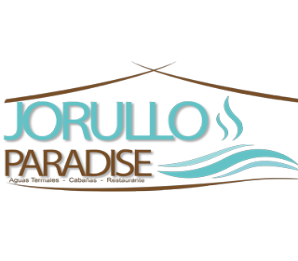 JORULLO
PARADISE
Aguas Termales - Cabañas - Restaurante